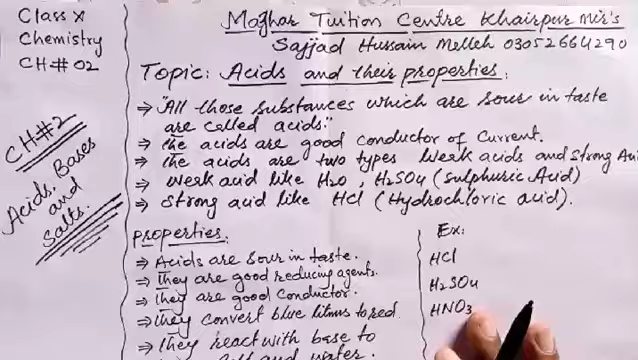 Class X
Chemistry
CH# 02
Moghar Tuition Centre Khairpur Mir's
Sajjad Hussain Melleh 03052664290
Topic: Acids and their properties:
⇒ "All those substances which are sour in taste
are called acids."
⇒ The acids are good conductor of Current.
⇒ The acids are two types Weak acids and Strong
⇒ Weak acid like H2O, H2SO4 (Sulphuric Acid)
⇒ Strong acid like HCl (Hydrochloric acid).
CH#2
Acids, Bases
and
Salts.
Properties:
⇒ Acids are sour in taste.
⇒ They are good reducing agents.
⇒ They are good Conductor.
⇒ They convert blue litmus to red.
⇒ They react with base to
and water.
Ex:
HCl
H2SO4
HNO3